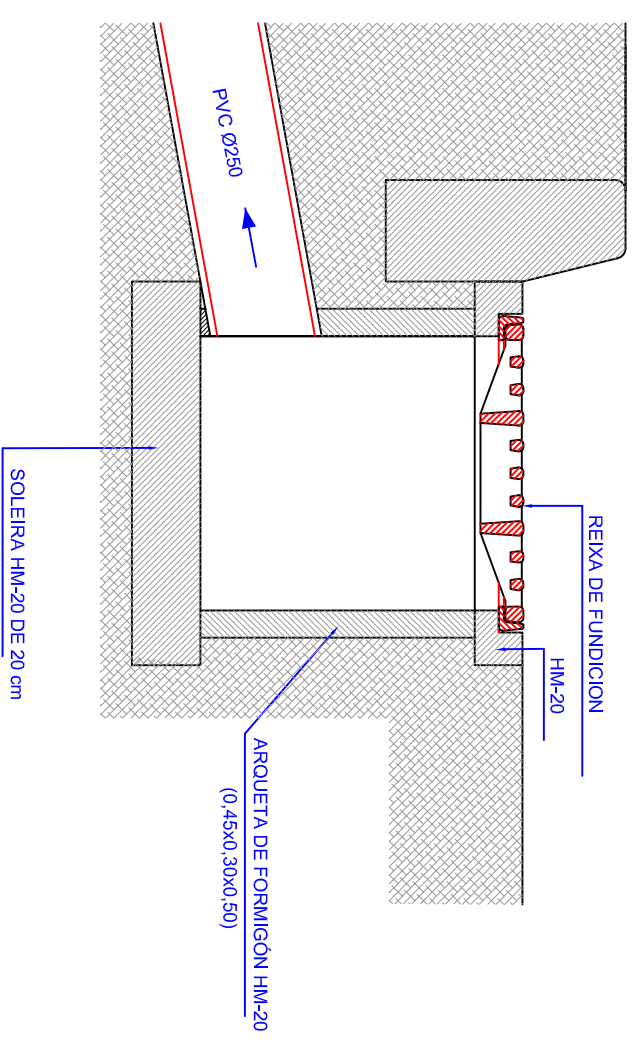 REIXA DE FUNDICION
HM-20
ARQUETA DE FORMIGÓN HM-20
(0,45x0,30x0,50)
PVC Ø250
SOLEIRA HM-20 DE 20 cm